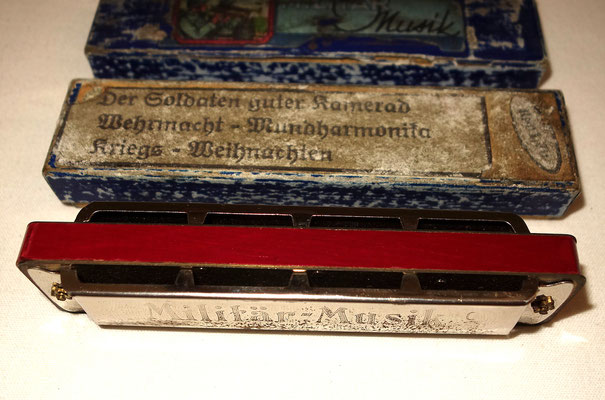 Musik
Der Soldaten guter Kamerad
Wehrmacht - Mundharmonika
Kriegs - Weihnachten
Militär-Musik